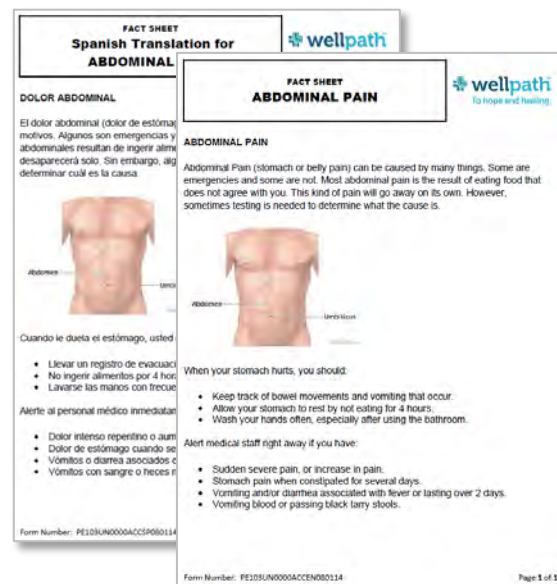 FACT SHEET
Spanish Translation for
ABDOMINAL
wellpath
DOLOR ABDOMINAL
El dolor abdominal (dolor de estómag
motivos. Algunos son emergencias y
abdominales resultan de ingerir alime
desaparecerá solo. Sin embargo, alg
determinar cuál es la causa.
Abdomen
Cuando le duela el estómago, usted
• Llevar un registro de evacuaci
• No ingerir alimentos por 4 hora
• Lavarse las manos con frecue
Alerte al personal médico inmediatam
• Dolor intenso repentino o aum
• Dolor de estómago cuando se
• Vómitos o diarrea asociados c
• Vómitos con sangre o heces n
Form Number: PE103UN0000ACCSP080114
FACT SHEET
ABDOMINAL PAIN
wellpath
To hope and healing.
ABDOMINAL PAIN
Abdominal Pain (stomach or belly pain) can be caused by many things. Some are
emergencies and some are not. Most abdominal pain is the result of eating food that
does not agree with you. This kind of pain will go away on its own. However,
sometimes testing is needed to determine what the cause is.
Abdomen
Umbilicus
When your stomach hurts, you should:
• Keep track of bowel movements and vomiting that occur.
• Allow your stomach to rest by not eating for 4 hours.
• Wash your hands often, especially after using the bathroom.
Alert medical staff right away if you have:
• Sudden severe pain, or increase in pain.
• Stomach pain when constipated for several days.
• Vomiting and/or diarrhea associated with fever or lasting over 2 days.
• Vomiting blood or passing black tarry stools.
Form Number: PE103UN0000ACCEN080114
Page 1 of 1